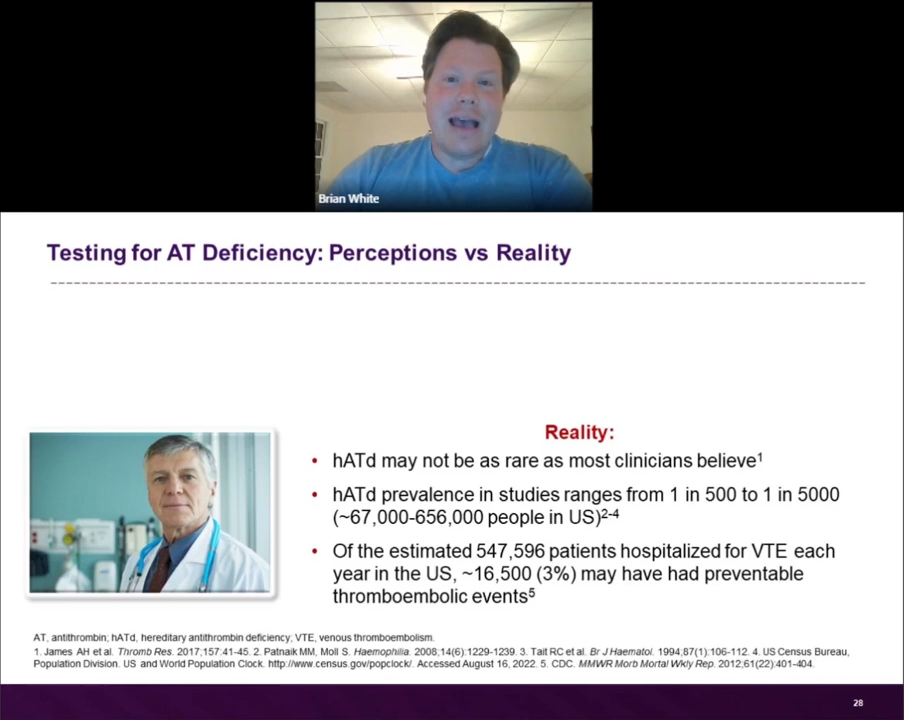 Brian White
Testing for AT Deficiency: Perceptions vs Reality
Reality:
• hATd may not be as rare as most clinicians believe1
• hATd prevalence in studies ranges from 1 in 500 to 1 in 5000
(~67,000-656,000 people in US)2-4
• Of the estimated 547,596 patients hospitalized for VTE each
year in the US, ~16,500 (3%) may have had preventable
thromboembolic events5
AT, antithrombin; hATd, hereditary antithrombin deficiency; VTE, venous thromboembolism.
1. James AH et al. Thromb Res. 2017;157:41-45. 2. Patnaik MM, Moll S. Haemophilia. 2008;14(6):1229-1239. 3. Tait RC et al. Br J Haematol. 1994;87(1):106-112. 4. US Census Bureau,
Population Division. US and World Population Clock. http://www.census.gov/popclock/. Accessed August 16, 2022. 5. CDC. MMWR Morb Mortal Wkly Rep. 2012;61(22):401-404.
28